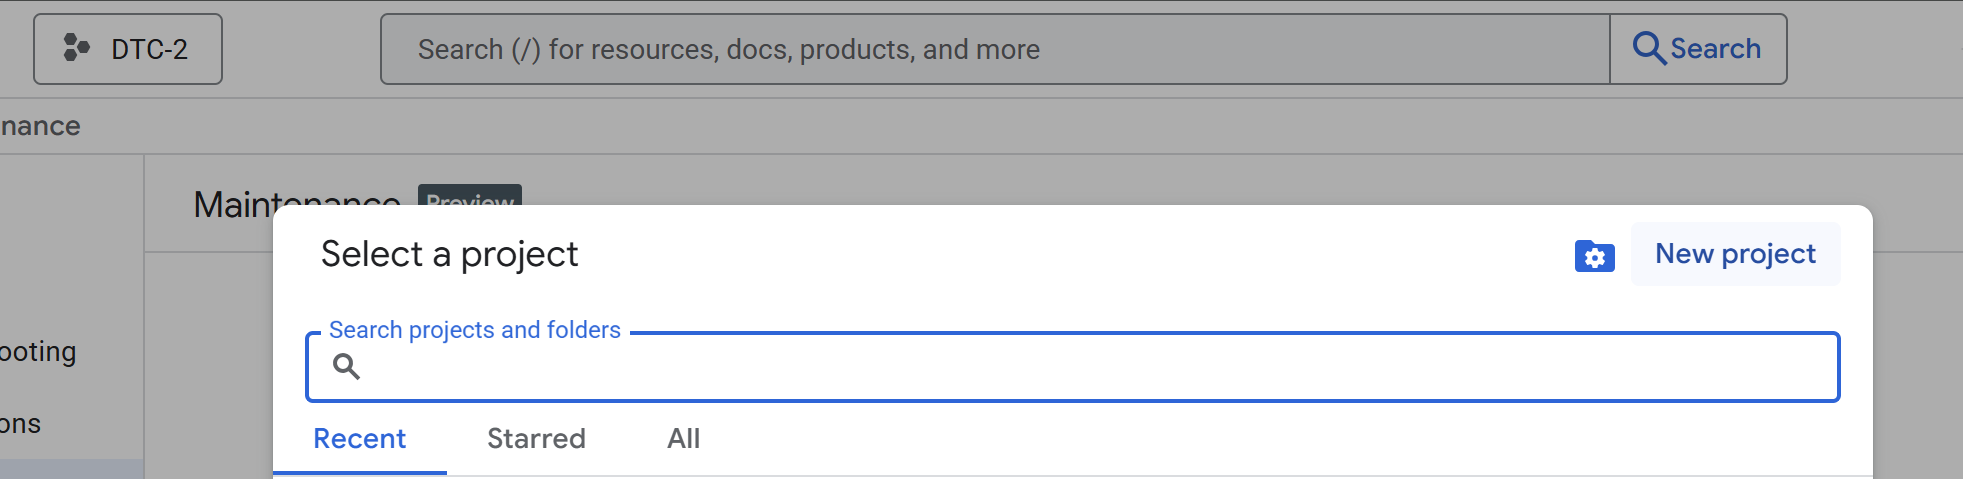 DTC-2
Search (/) for resources, docs, products, and more
Search
nance
Maintenance Preview
Select a project
New project
Search projects and folders
ooting
Recent Starred All
ons